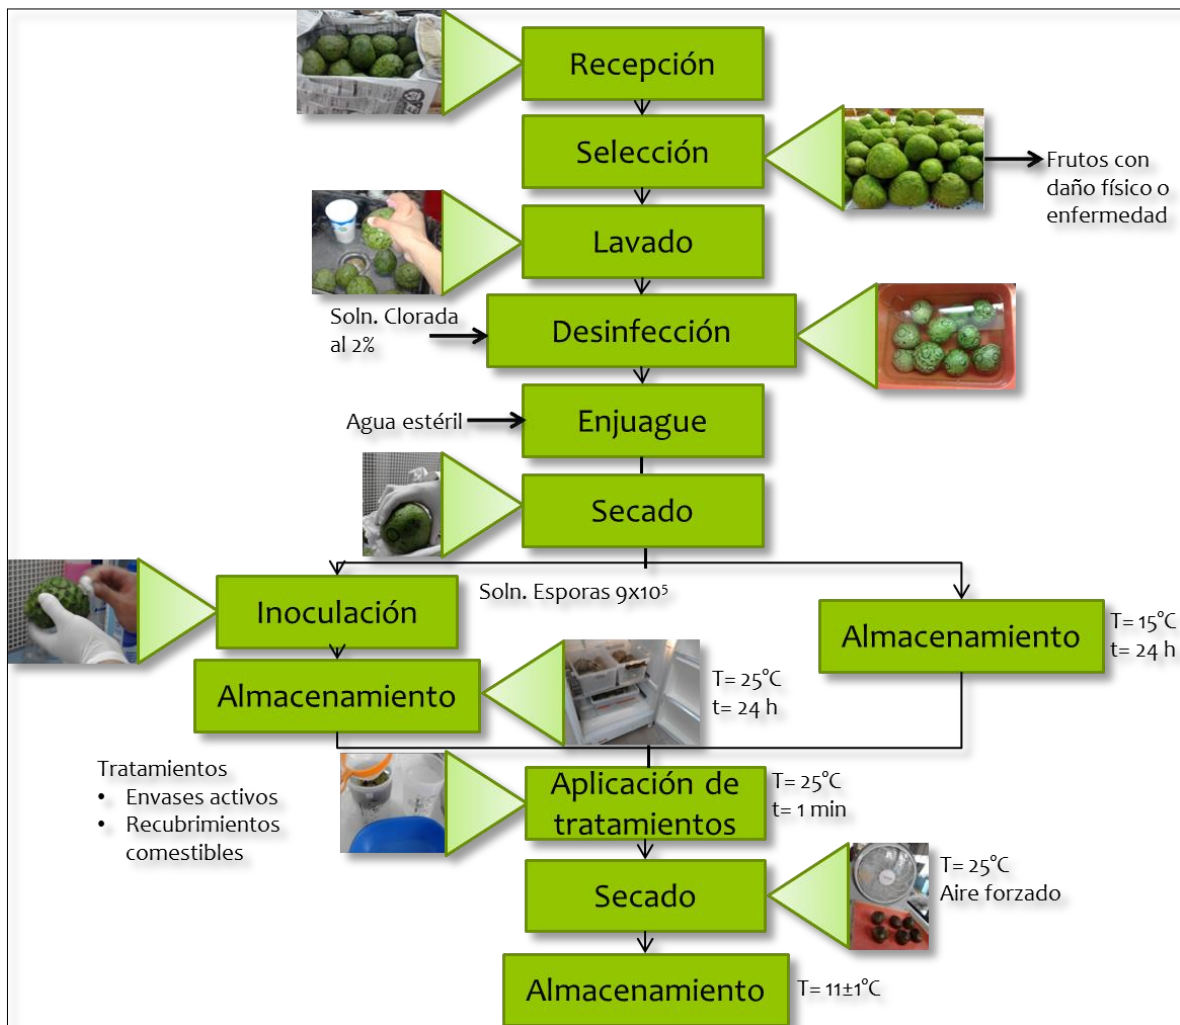 Recepción
Selección
Frutos con
daño físico o
enfermedad
Lavado
Soln. Clorada
al 2%
Desinfección
Agua estéril
Enjuague
Secado
Soln. Esporas 9x10⁵
Inoculación
Almacenamiento
T= 15°C
t= 24 h
Almacenamiento
T= 25°C
t= 24 h
Tratamientos
• Envases activos
• Recubrimientos
comestibles
Aplicación de
tratamientos
T= 25°C
t= 1 min
Secado
T= 25°C
Aire forzado
Almacenamiento
T= 11±1°C